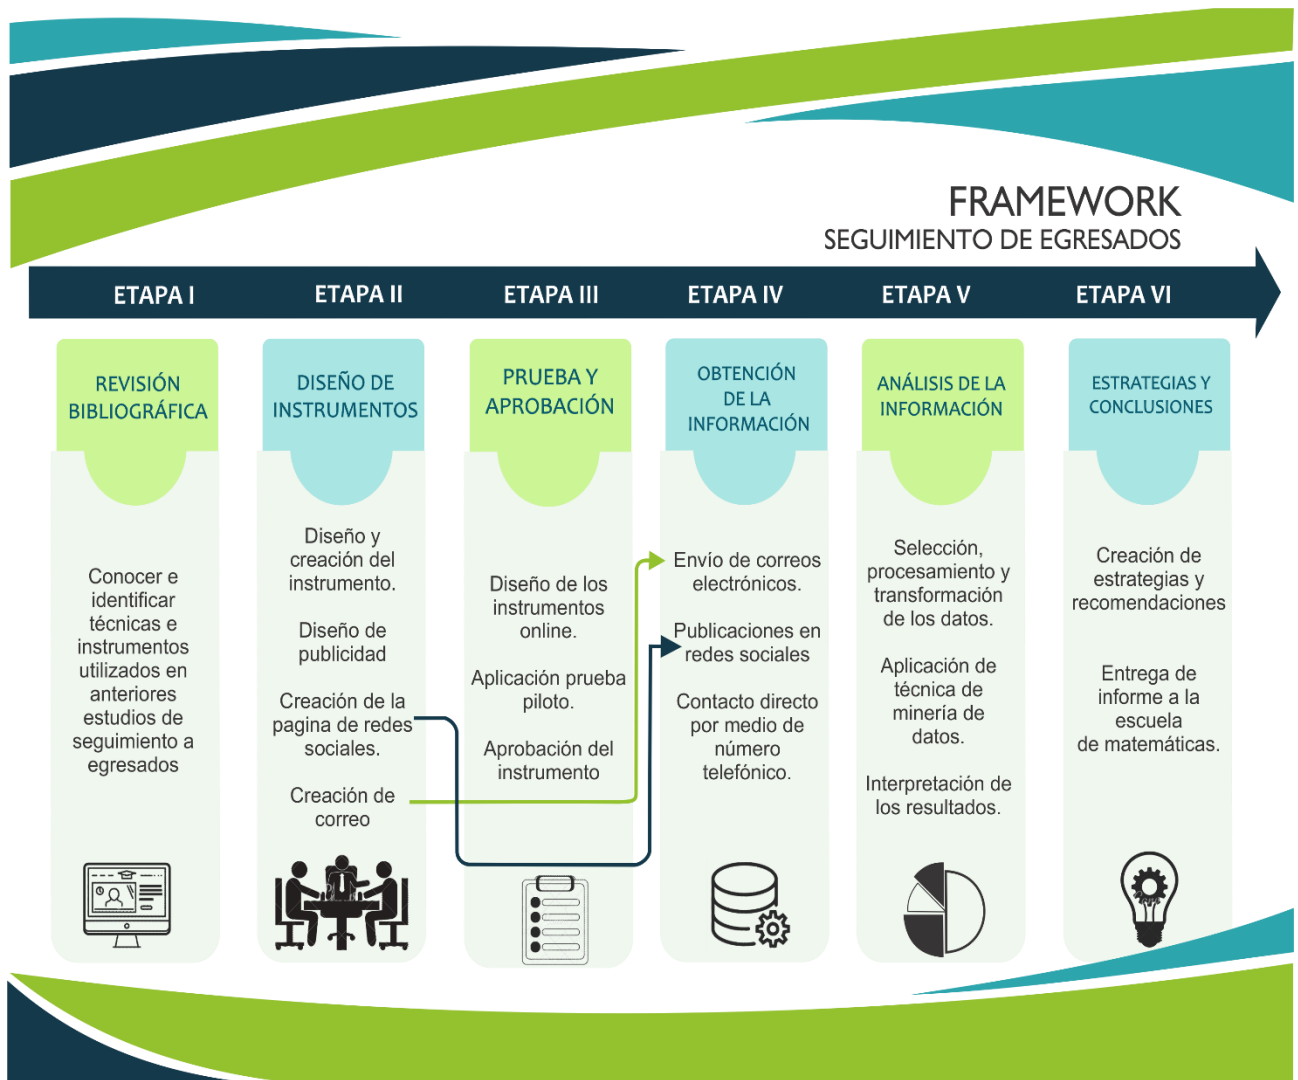 FRAMEWORK
SEGUIMIENTO DE EGRESADOS
ETAPA I
ETAPA II
ETAPA III
ETAPA IV
ETAPA V
ETAPA VI
REVISIÓN
BIBLIOGRÁFICA
Conocer e
identificar
técnicas e
instrumentos
utilizados en
anteriores
estudios de
seguimiento a
egresados
DISEÑO DE
INSTRUMENTOS
Diseño y
creación del
instrumento.
Diseño de
publicidad
Creación de la
pagina de redes
sociales.
Creación de
correo
PRUEBA Y
APROBACIÓN
Diseño de los
instrumentos
online.
Aplicación prueba
piloto.
Aprobación del
instrumento
OBTENCIÓN
DE LA
INFORMACIÓN
Envío de correos
electrónicos.
Publicaciones en
redes sociales
Contacto directo
por medio de
número
telefónico.
ANÁLISIS DE LA
INFORMACIÓN
Selección,
procesamiento y
transformación
de los datos.
Aplicación de
técnica de
minería de
datos.
Interpretación de
los resultados.
ESTRATEGIAS Y
CONCLUSIONES
Creación de
estrategias y
recomendaciones
Entrega de
informe a la
escuela
de matemáticas.